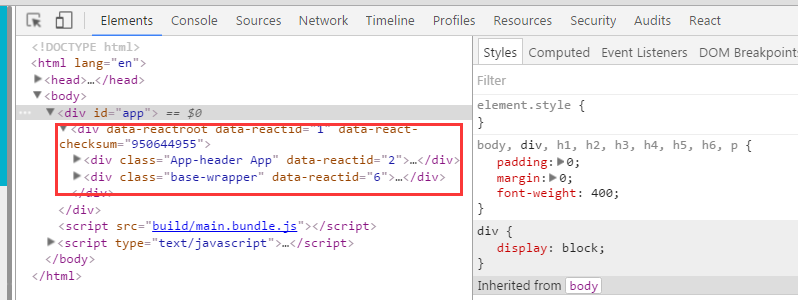 Elements Console Sources Network Timeline Profiles Resources Security Audits React
<!DOCTYPE html>
<html lang="en">
<head>…</head>
<body>
<div id="app"> == $0
<div data-reactroot data-reactid="1" data-react-
checksum="950644955">
<div class="App-header App" data-reactid="2">…</div>
<div class="base-wrapper" data-reactid="6">…</div>
</div>
</div>
<script src="build/main.bundle.js"></script>
<script type="text/javascript">…</script>
</body>
</html>
Styles Computed Event Listeners DOM Breakpoints
Filter
element.style {
}
body, div, h1, h2, h3, h4, h5, h6, p {
padding: 0;
margin: 0;
font-weight: 400;
}
div {
display: block;
}
Inherited from body